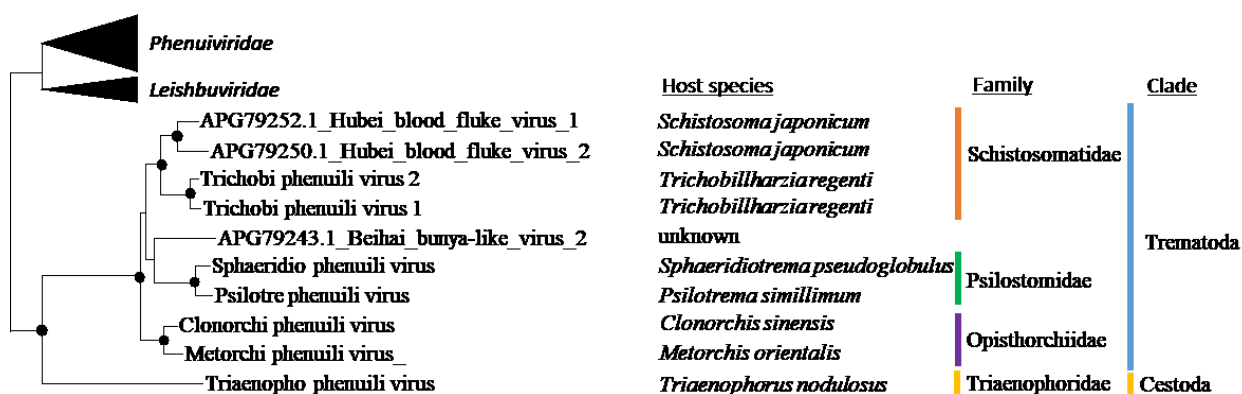 Phenuiviridae
Leishbuviridae
Host species Family Clade
APG79252.1_Hubei_blood_fluke_virus_1 Schistosoma japonicum
APG79250.1_Hubei_blood_fluke_virus_2 Schistosoma japonicum
Schistosomatidae
Trichobi phenuili virus 2 Trichobillharzia regenti
Trichobi phenuili virus 1 Trichobillharzia regenti
APG79243.1_Beihai_bunya-like_virus_2 unknown
Trematoda
Sphaeridio phenuili virus Sphaeridiotrema pseudoglobulus
Psilostomidae
Psilotre phenuili virus Psilotrema simillimum
Clonorchi phenuili virus Clonorchis sinensis
Opisthorchiidae
Metorchi phenuili virus_ Metorchis orientalis
Triaenopho phenuili virus Triaenophorus nodulosus Triaenophoridae Cestoda